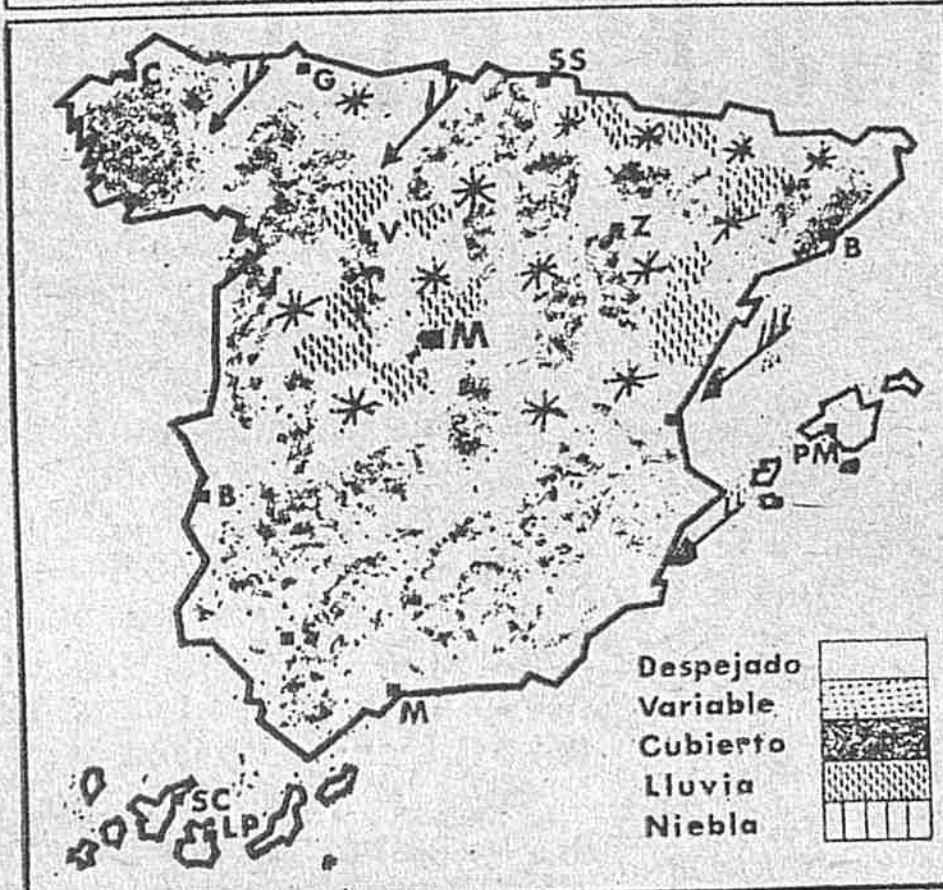 SS
C
G
V
Z
B
M
PM
B
M
SC
LP
Despejado
Variable
Cubierto
Lluvia
Niebla